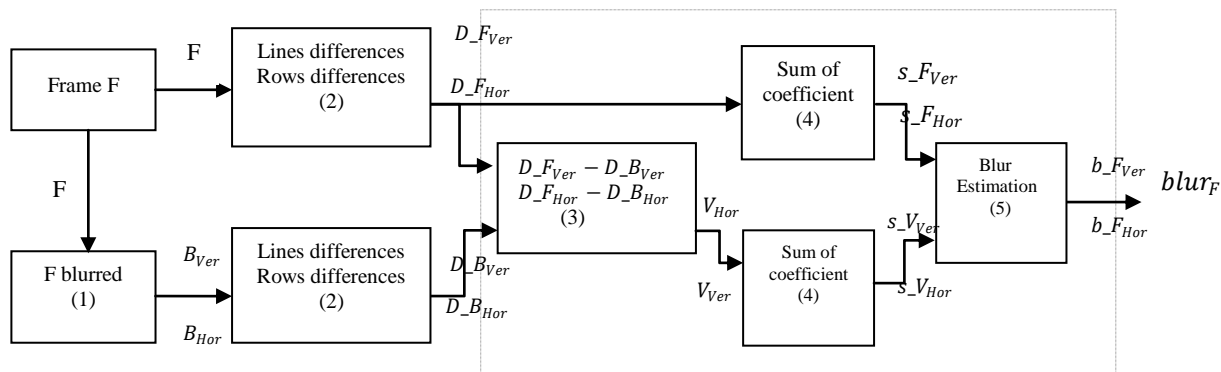 Frame F
F
Lines differences
Rows differences
(2)
D_F_Ver
D_F_Hor
Sum of
coefficient
(4)
s_F_Ver
s_F_Hor
F
D_F_Ver − D_B_Ver
D_F_Hor − D_B_Hor
(3)
Blur
Estimation
(5)
b_F_Ver
b_F_Hor
blur_F
F blurred
(1)
B_Ver
B_Hor
Lines differences
Rows differences
(2)
D_B_Ver
D_B_Hor
V_Hor
V_Ver
Sum of
coefficient
(4)
s_V_Ver
s_V_Hor